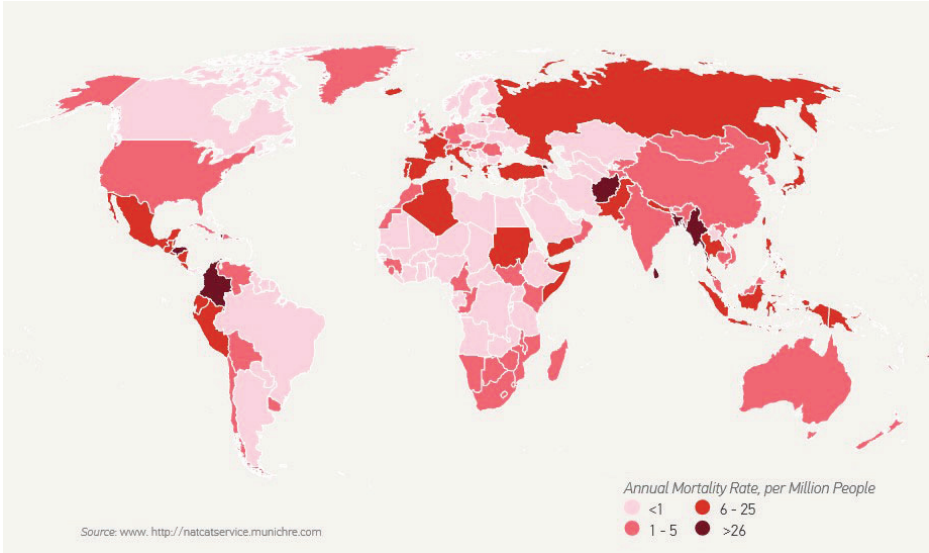 Annual Mortality Rate, per Million People
<1 6 - 25
1 - 5 >26
Source: www. http://natcatservice.munichre.com